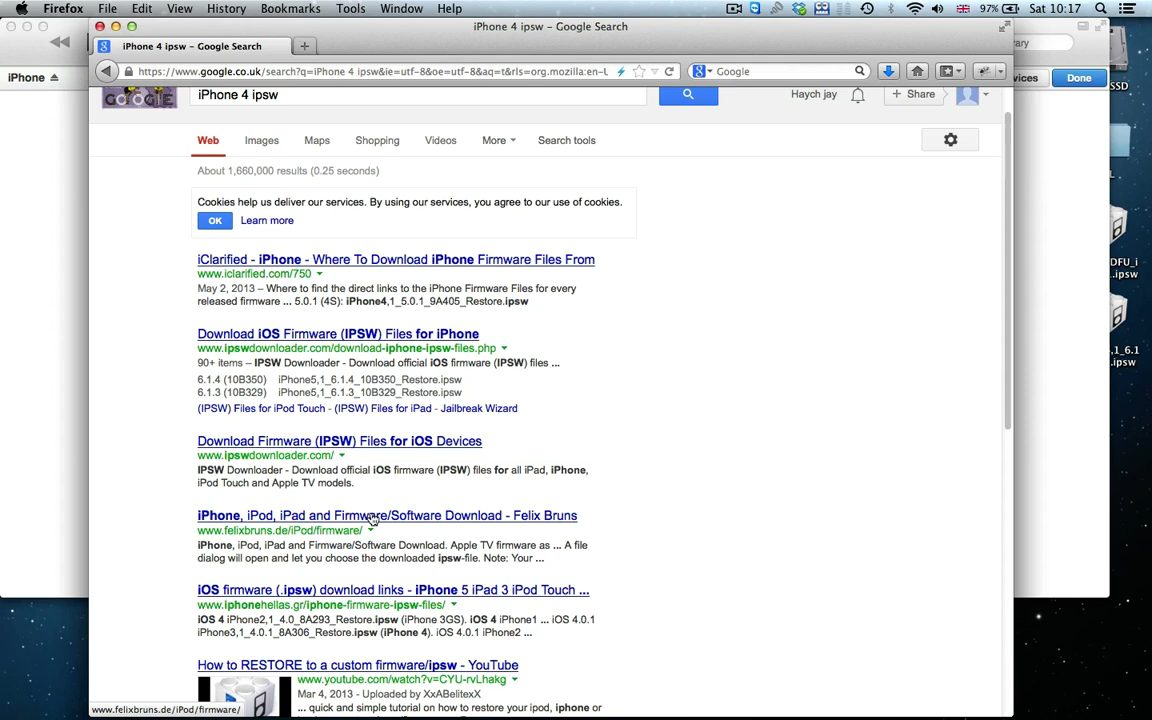 Firefox File Edit View History Bookmarks Tools Window Help 97% Sat 10:17
iPhone 4 ipsw – Google Search
iPhone 4 ipsw – Google Search
iPhone
https://www.google.co.uk/search?q=iPhone 4 ipsw&ie=utf-8&oe=utf-8&aq=t&rls=org.mozilla:en-U
Google
Done
SSD
iPhone 4 ipsw
Haych jay
+ Share
Web Images Maps Shopping Videos More Search tools
About 1,660,000 results (0.25 seconds)
Cookies help us deliver our services. By using our services, you agree to our use of cookies.
OK Learn more
iClarified - iPhone - Where To Download iPhone Firmware Files From
www.iclarified.com/750
May 2, 2013 – Where to find the direct links to the iPhone Firmware Files for every
released firmware ... 5.0.1 (4S): iPhone4,1_5.0.1_9A405_Restore.ipsw
Download iOS Firmware (IPSW) Files for iPhone
www.ipswdownloader.com/download-iphone-ipsw-files.php
90+ items – IPSW Downloader - Download official iOS firmware (IPSW) files ...
6.1.4 (10B350) iPhone5,1_6.1.4_10B350_Restore.ipsw
6.1.3 (10B329) iPhone5,1_6.1.3_10B329_Restore.ipsw
(IPSW) Files for iPod Touch - (IPSW) Files for iPad - Jailbreak Wizard
Download Firmware (IPSW) Files for iOS Devices
www.ipswdownloader.com/
IPSW Downloader - Download official iOS firmware (IPSW) files for all iPad, iPhone,
iPod Touch and Apple TV models.
iPhone, iPod, iPad and Firmware/Software Download - Felix Bruns
www.felixbruns.de/iPod/firmware/
iPhone, iPod, iPad and Firmware/Software Download. Apple TV firmware as ... A file
dialog will open and let you choose the downloaded ipsw-file. Note: Your ...
iOS firmware (.ipsw) download links - iPhone 5 iPad 3 iPod Touch ...
www.iphonehellas.gr/iphone-firmware-ipsw-files/
iOS 4 iPhone2,1_4.0_8A293_Restore.ipsw (iPhone 3GS). iOS 4 iPhone1 ... iOS 4.0.1
iPhone3,1_4.0.1_8A306_Restore.ipsw (iPhone 4). iOS 4.0.1 iPhone2 ...
How to RESTORE to a custom firmware/ipsw - YouTube
www.youtube.com/watch?v=CYU-rvLhakg
Mar 4, 2013 - Uploaded by XxABelitexX
... quick and simple tutorial on how to restore your ipod, iphone or
www.felixbruns.de/iPod/firmware/
DFU_i
.ipsw
,1_6.1
.ipsw